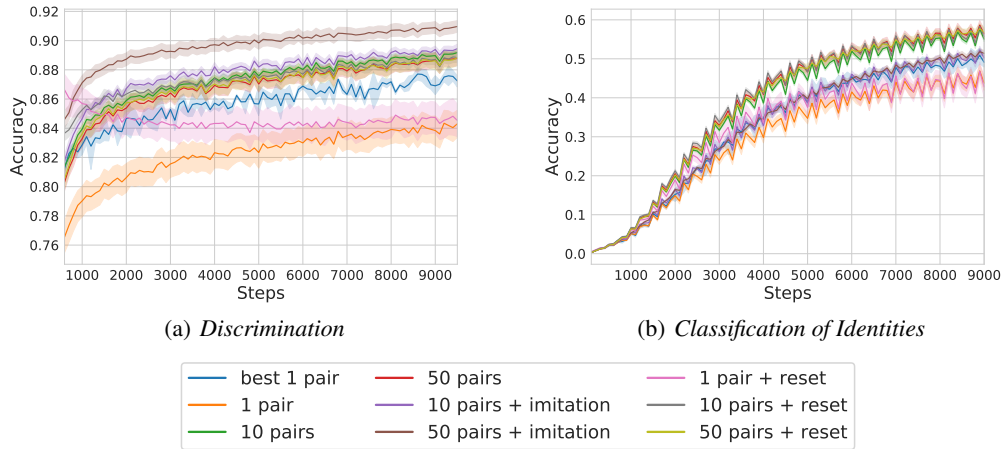 0.92
0.90
0.88
0.86
0.84
0.82
0.80
0.78
0.76
Accuracy
1000 2000 3000 4000 5000 6000 7000 8000 9000
Steps
(a) Discrimination
0.6
0.5
0.4
0.3
0.2
0.1
0.0
Accuracy
1000 2000 3000 4000 5000 6000 7000 8000 9000
Steps
(b) Classification of Identities
best 1 pair
1 pair
10 pairs
50 pairs
10 pairs + imitation
50 pairs + imitation
1 pair + reset
10 pairs + reset
50 pairs + reset